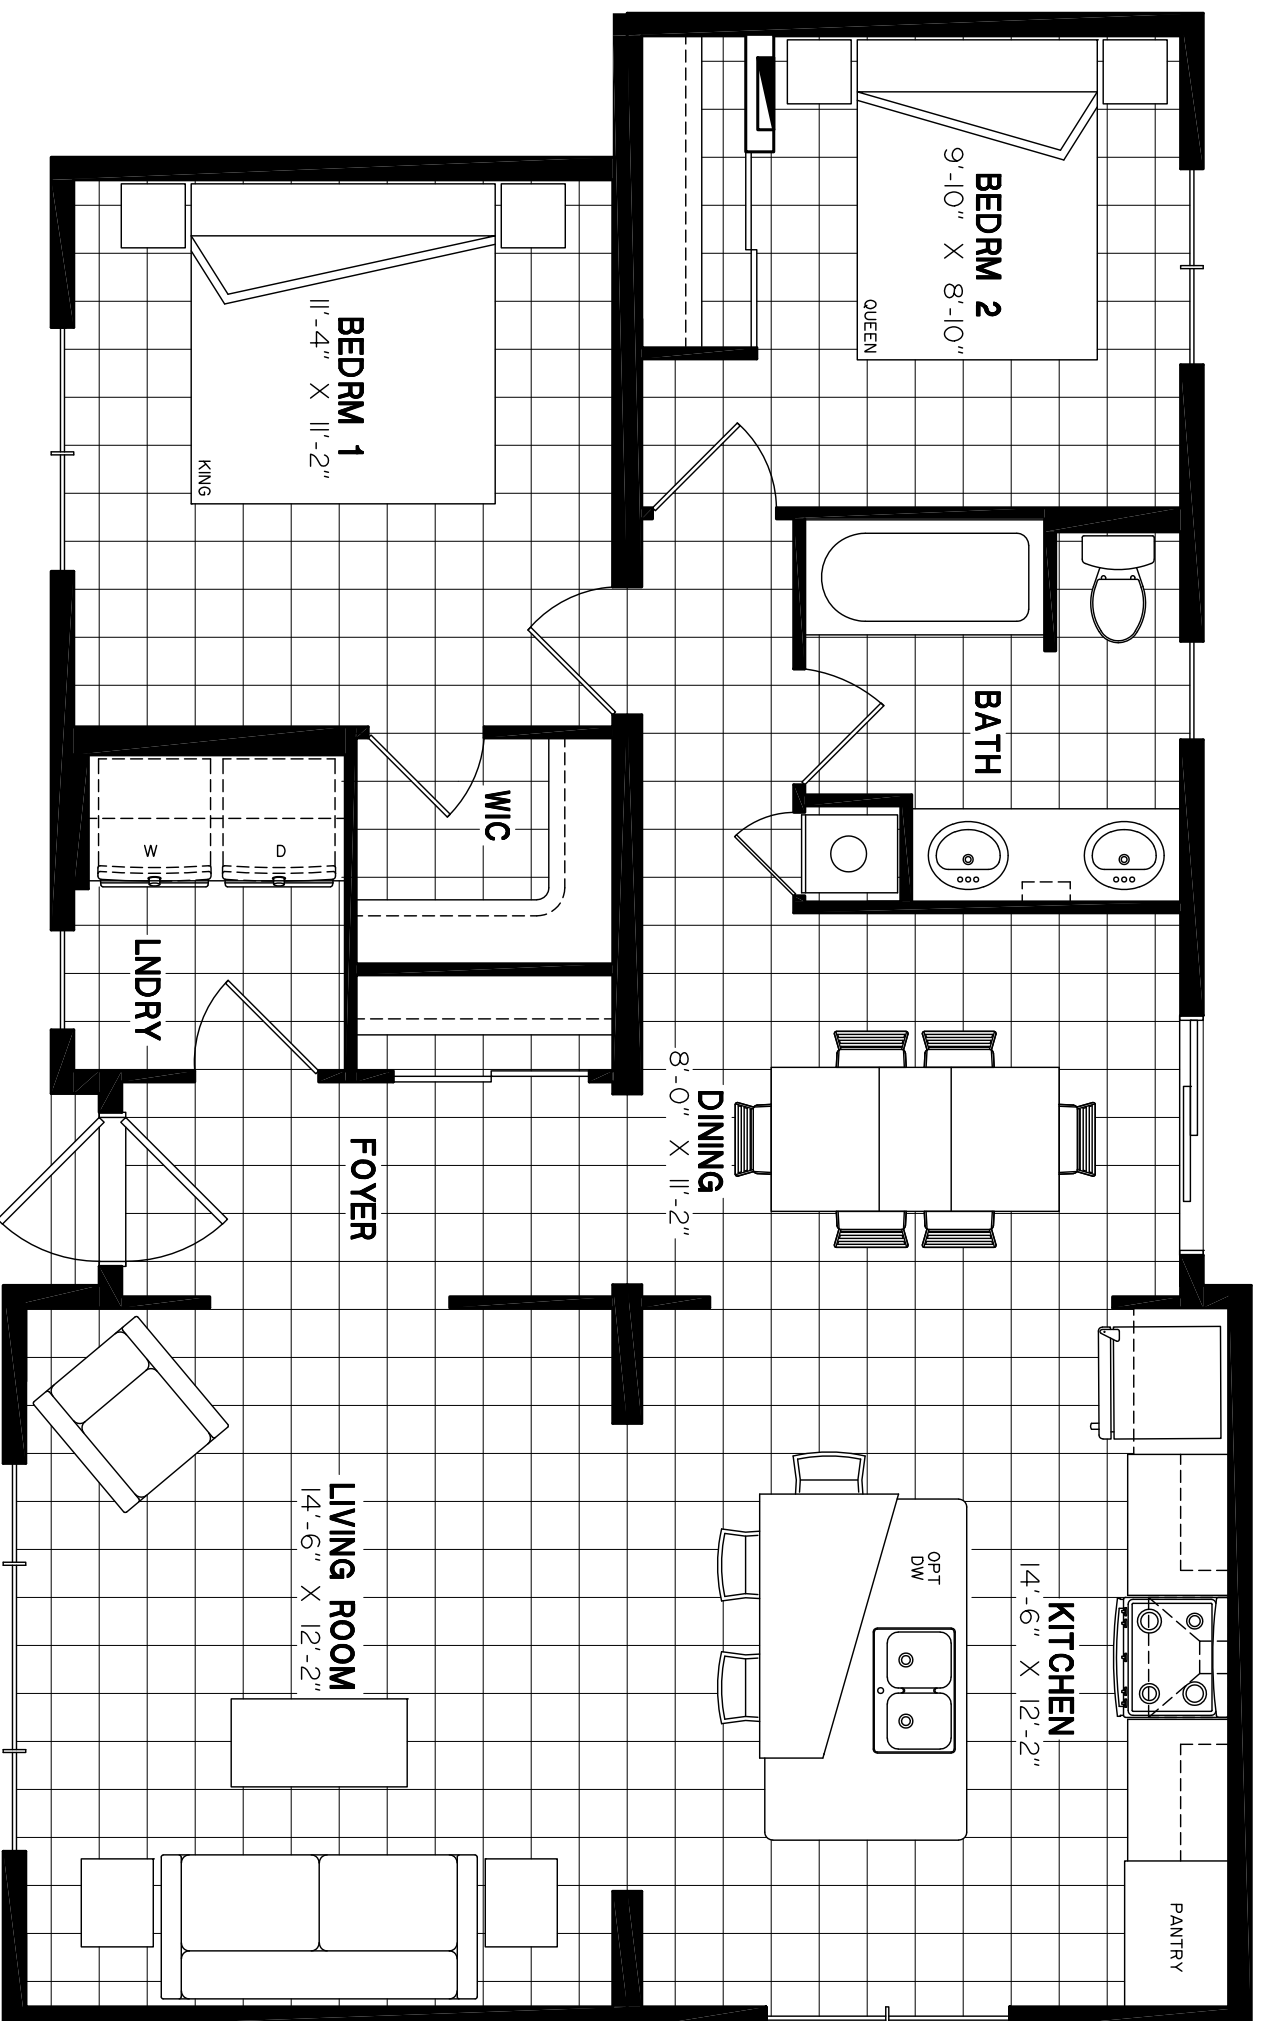 BEDRM 2
9'-10" X 8'-10"
QUEEN
BEDRM 1
11'-4" X 11'-2"
KING
BATH
WIC
W
D
LNDRY
DINING
8'-0" X 11'-2"
FOYER
KITCHEN
14'-6" X 12'-2"
OPT
DW
LIVING ROOM
14'-6" X 12'-2"
PANTRY